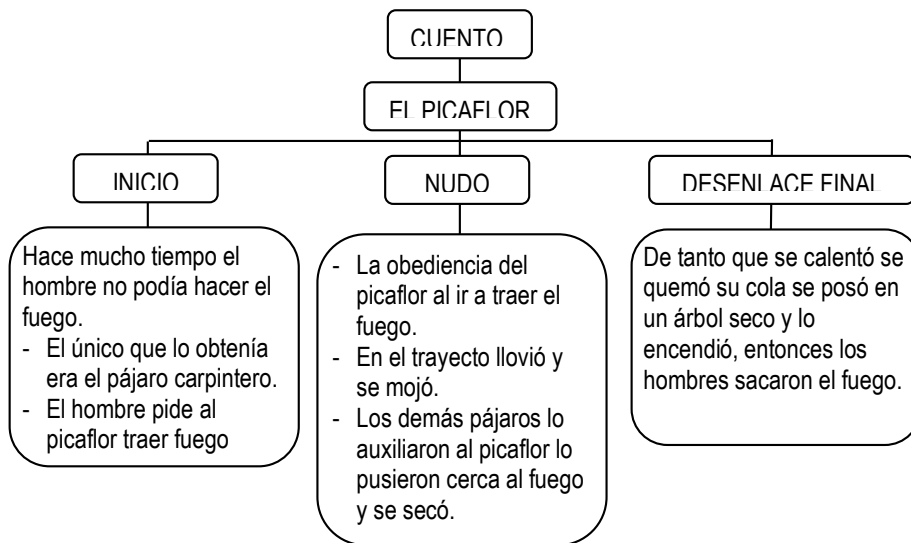 CUENTO
EL PICAFLOR
INICIO
NUDO
DESENLACE FINAL
Hace mucho tiempo el
hombre no podía hacer el
fuego.
- El único que lo obtenía
era el pájaro carpintero.
- El hombre pide al
picaflor traer fuego
- La obediencia del
picaflor al ir a traer el
fuego.
- En el trayecto llovió y
se mojó.
- Los demás pájaros lo
auxiliaron al picaflor lo
pusieron cerca al fuego
y se secó.
De tanto que se calentó se
quemó su cola se posó en
un árbol seco y lo
encendió, entonces los
hombres sacaron el fuego.